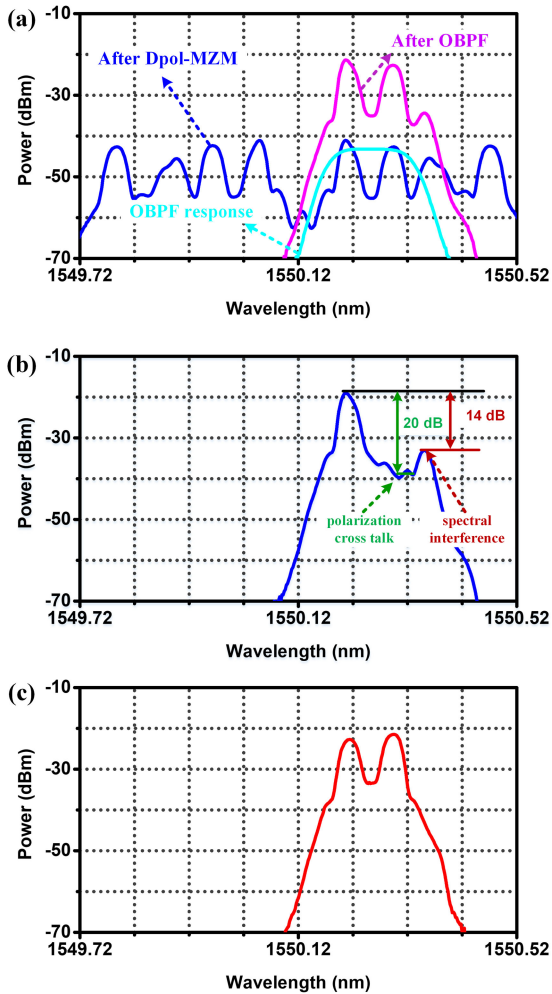 (a)
-10
-30
-50
-70
Power (dBm)
After Dpol-MZM
After OBPF
OBPF response
1549.72
1550.12
1550.52
Wavelength (nm)
(b)
-10
-30
-50
-70
Power (dBm)
20 dB
14 dB
polarization
cross talk
spectral
interference
1549.72
1550.12
1550.52
Wavelength (nm)
(c)
-10
-30
-50
-70
Power (dBm)
1549.72
1550.12
1550.52
Wavelength (nm)